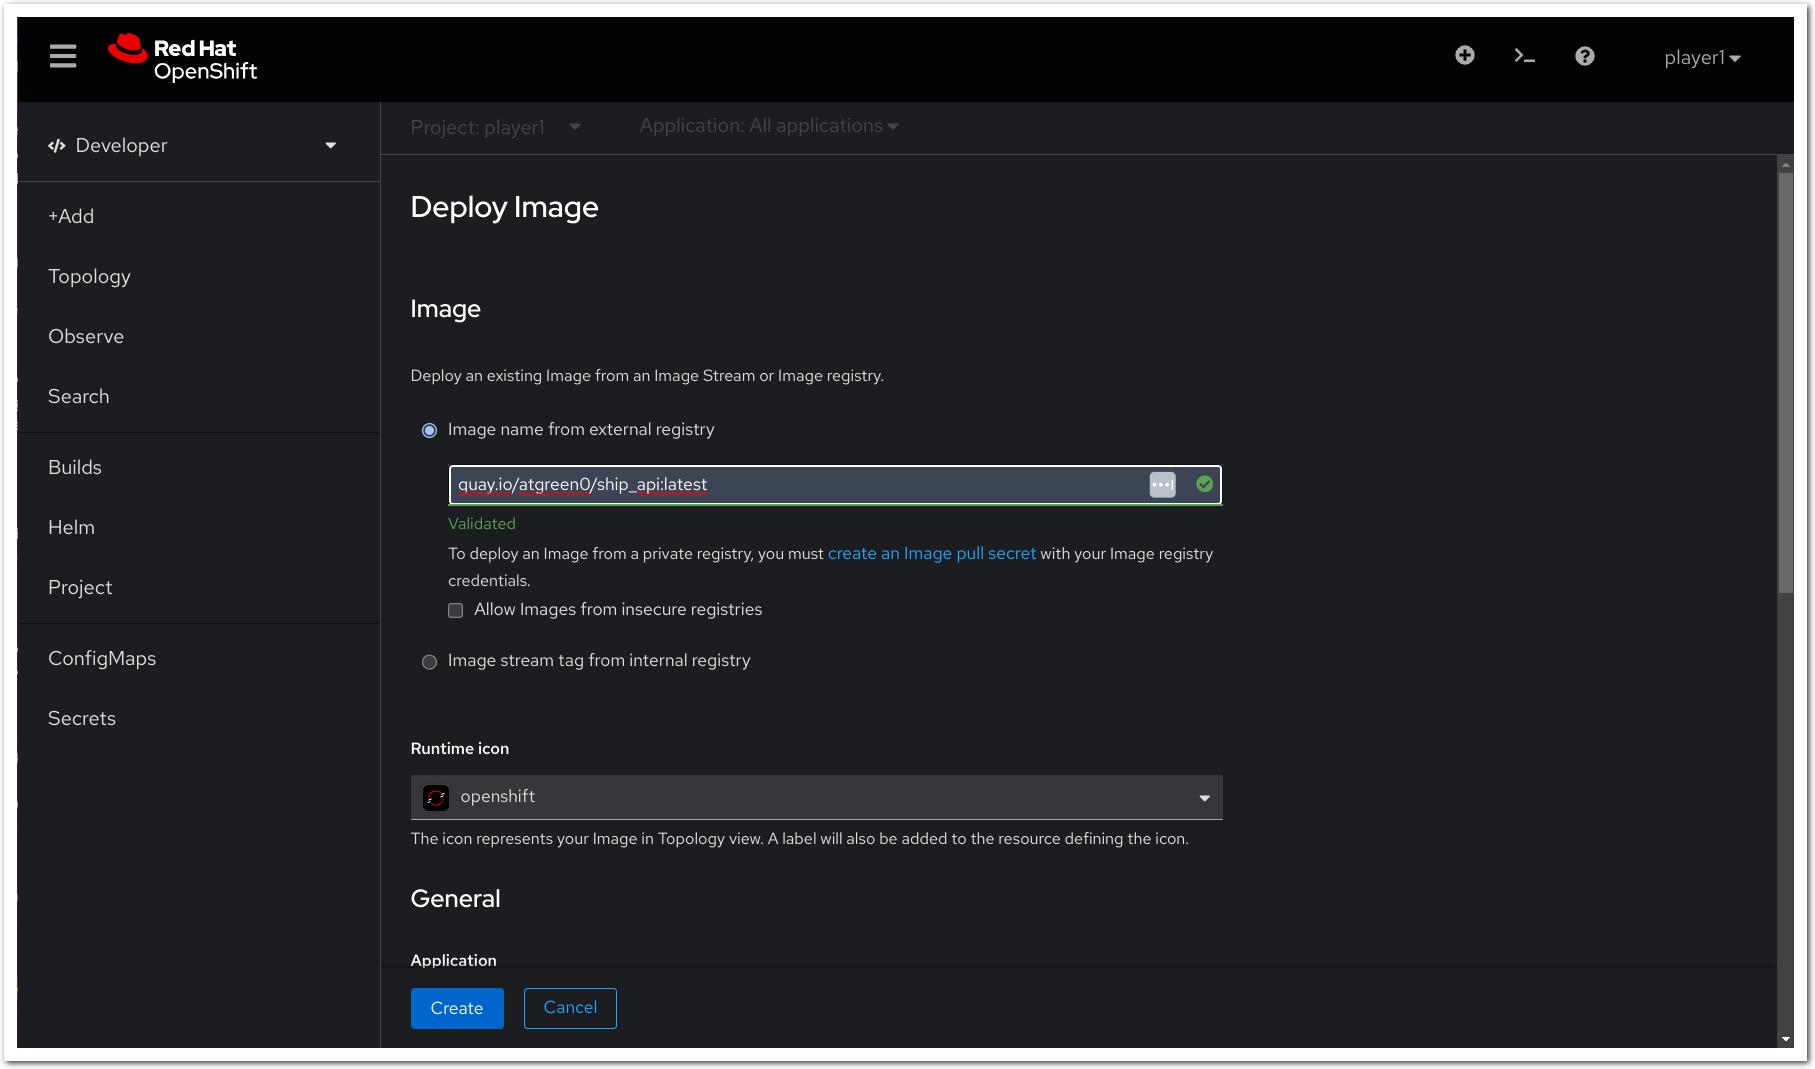 Red Hat
OpenShift
player1
Developer
Project: player1
Application: All applications
+Add
Topology
Observe
Search
Builds
Helm
Project
ConfigMaps
Secrets
Deploy Image
Image
Deploy an existing Image from an Image Stream or Image registry.
Image name from external registry
quay.io/atgreen0/ship_api:latest
Validated
To deploy an Image from a private registry, you must create an Image pull secret with your Image registry
credentials.
Allow Images from insecure registries
Image stream tag from internal registry
Runtime icon
openshift
The icon represents your Image in Topology view. A label will also be added to the resource defining the icon.
General
Application
Create
Cancel